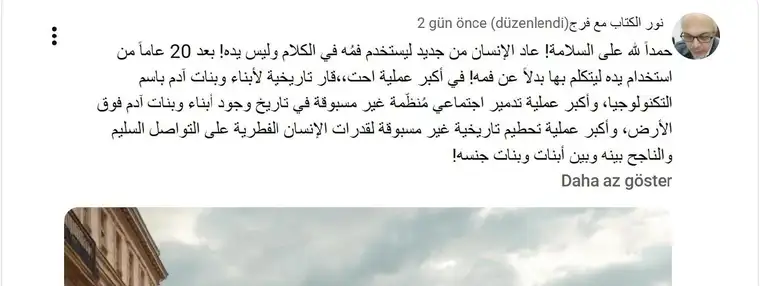 نور الكتاب مع فرج(düzenlendi) 2 gün önce
حمداً لله على السلامة! عاد الإنسان من جديد ليستخدم فمُه في الكلام وليس يده! بعد 20 عاماً من
استخدام يده ليتكلم بها بدلاً عن فمه! في أكبر عملية احت،،قار تاريخية لأبناء وبنات آدم باسم
التكنولوجيا، وأكبر عملية تدمير اجتماعي مُنظّمة غير مسبوقة في تاريخ وجود أبناء وبنات آدم فوق
الأرض، وأكبر عملية تحطيم تاريخية غير مسبوقة لقدرات الإنسان الفطرية على التواصل السليم
والناجح بينه وبين أبنات وبنات جنسه!
Daha az göster